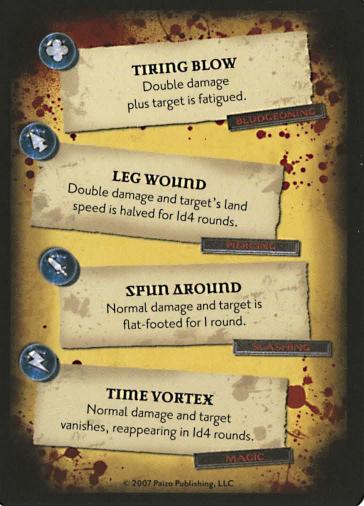 TIRING BLOW
Double damage
plus target is fatigued.
BLUDGEONING
LEG WOUND
Double damage and target's land
speed is halved for 1d4 rounds.
PIERCING
SPUN AROUND
Normal damage and target is
flat-footed for 1 round.
SLASHING
TIME VORTEX
Normal damage and target
vanishes, reappearing in 1d4 rounds.
MAGIC
© 2007 Paizo Publishing, LLC